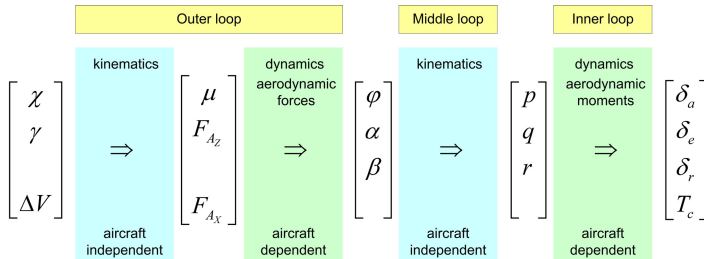 Outer loop
Middle loop
Inner loop
kinematics
dynamics
aerodynamic
forces
kinematics
dynamics
aerodynamic
moments
χ
γ
ΔV
⇒
μ
F_{A_Z}
F_{A_X}
⇒
φ
α
β
⇒
p
q
r
⇒
δ_a
δ_e
δ_r
T_c
aircraft
independent
aircraft
dependent
aircraft
independent
aircraft
dependent